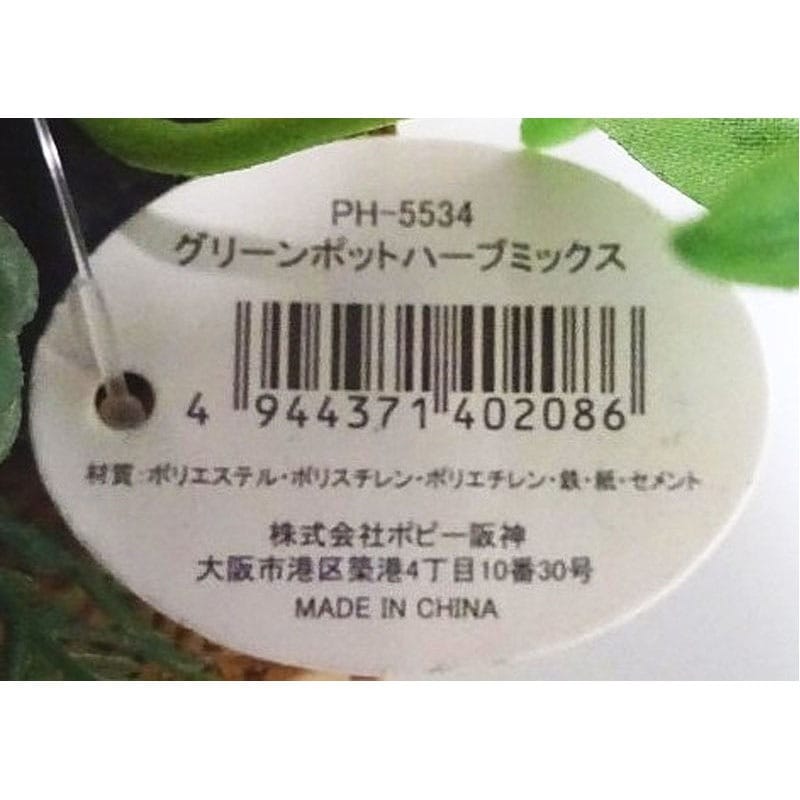 PH-5534
グリーンポットハーブミックス
4 944371 402086
材質:ポリエステル・ポリスチレン・ポリエチレン・鉄・紙・セメント
株式会社ポピー阪神
大阪市港区築港4丁目10番30号
MADE IN CHINA